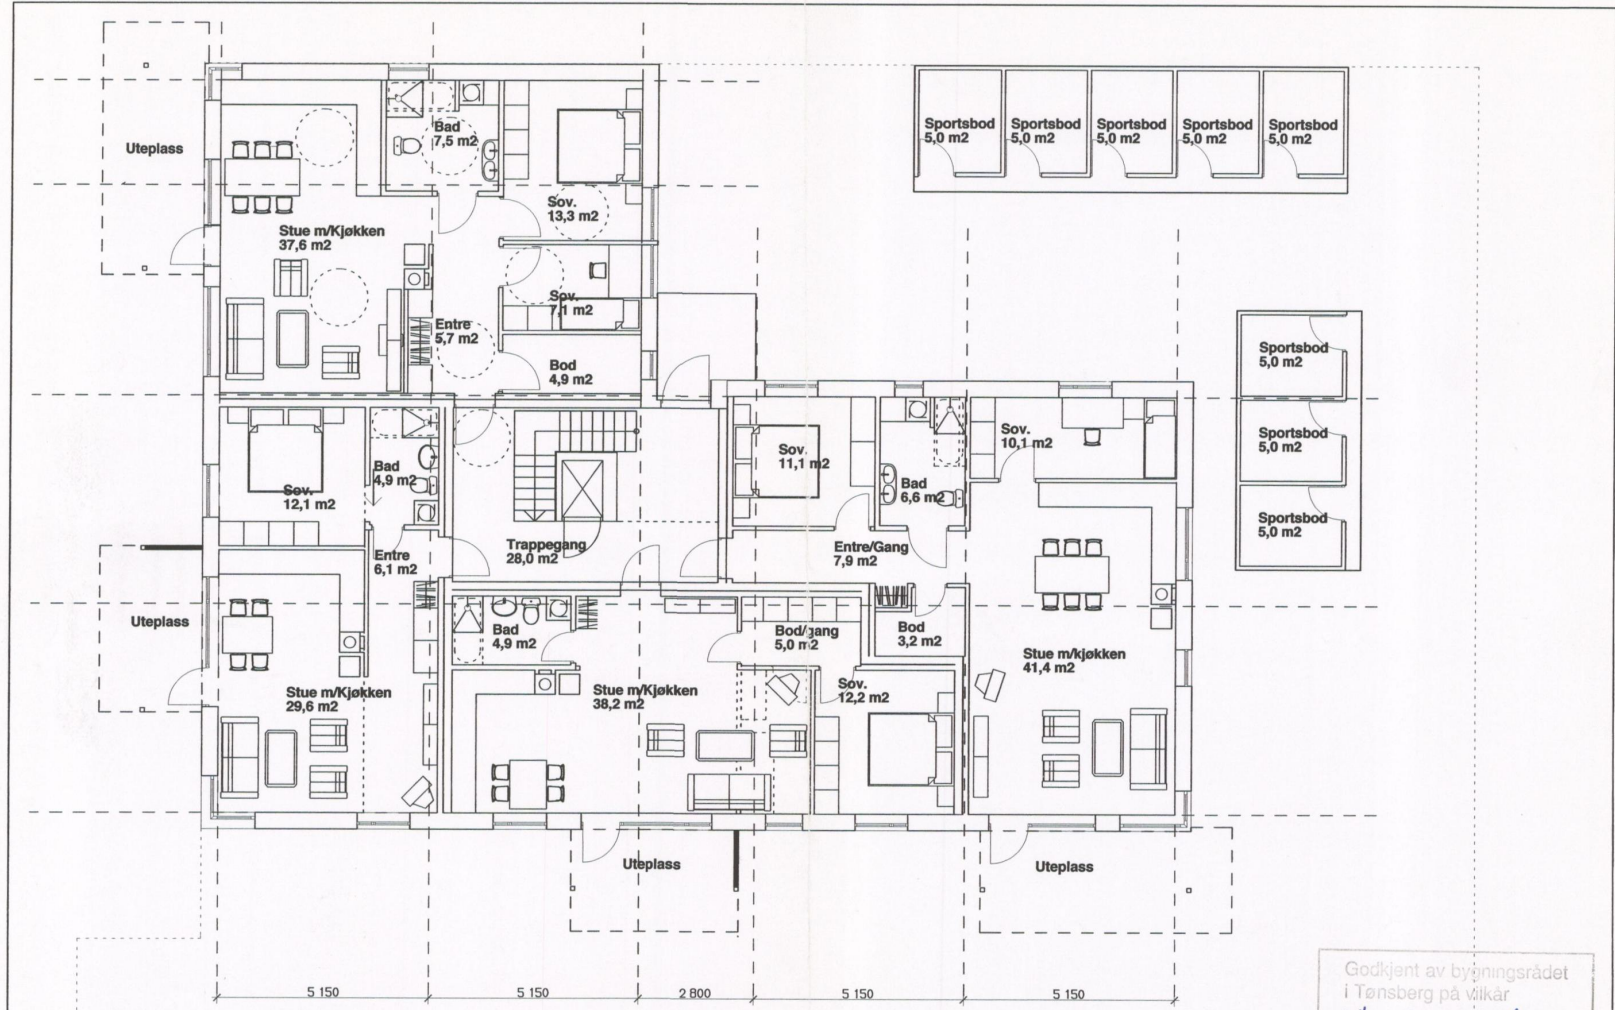 Uteplass
Bad
7,5 m2
Sov.
13,3 m2
Stue m/Kjøkken
37,6 m2
Sov.
7,1 m2
Entre
5,7 m2
Bod
4,9 m2
Sportsbod
5,0 m2
Sportsbod
5,0 m2
Sportsbod
5,0 m2
Sportsbod
5,0 m2
Sportsbod
5,0 m2
Sportsbod
5,0 m2
Sportsbod
5,0 m2
Sportsbod
5,0 m2
Sov.
12,1 m2
Bad
4,9 m2
Entre
6,1 m2
Trappegang
28,0 m2
Sov.
11,1 m2
Bad
6,6 m2
Sov.
10,1 m2
Entre/Gang
7,9 m2
Uteplass
Stue m/Kjøkken
29,6 m2
Bad
4,9 m2
Stue m/Kjøkken
38,2 m2
Bod/gang
5,0 m2
Bod
3,2 m2
Sov.
12,2 m2
Stue m/kjøkken
41,4 m2
Uteplass
Uteplass
5 150
5 150
2 800
5 150
5 150
Godkjent av bygningsrådet
i Tønsberg på vilkår